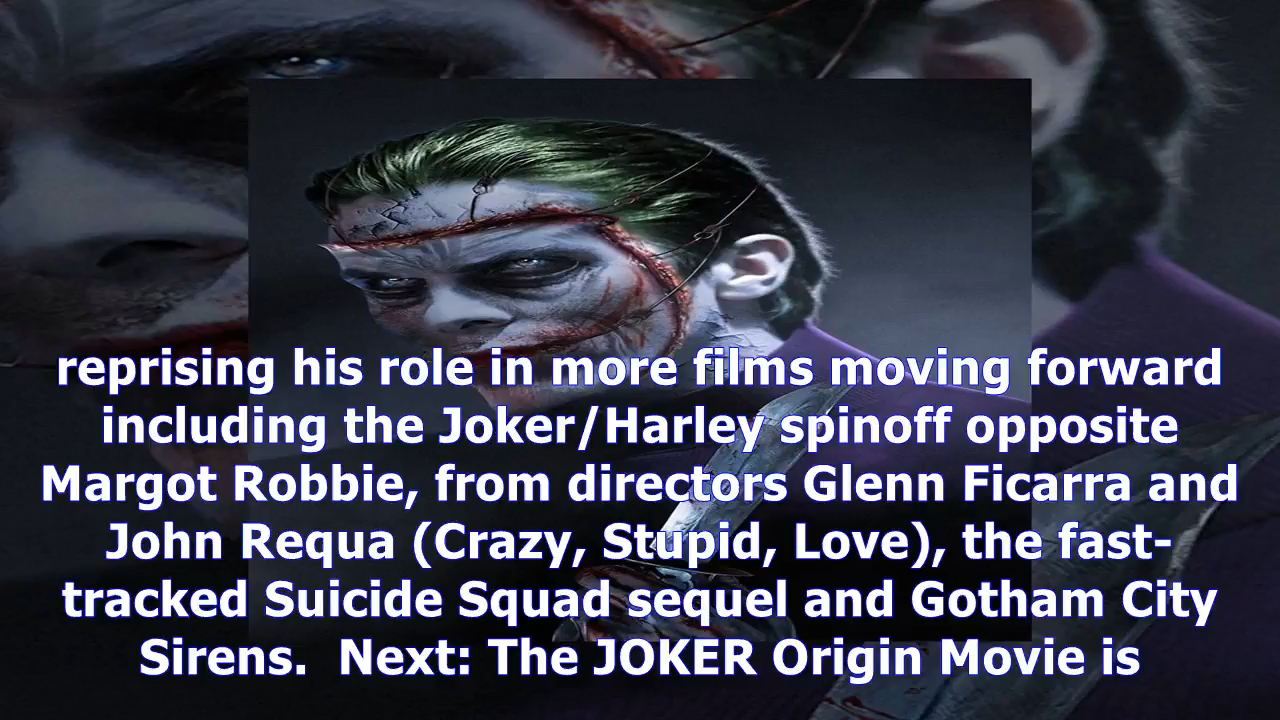 reprising his role in more films moving forward
including the Joker/Harley spinoff opposite
Margot Robbie, from directors Glenn Ficarra and
John Requa (Crazy, Stupid, Love), the fast-
tracked Suicide Squad sequel and Gotham City
Sirens.  Next: The JOKER Origin Movie is